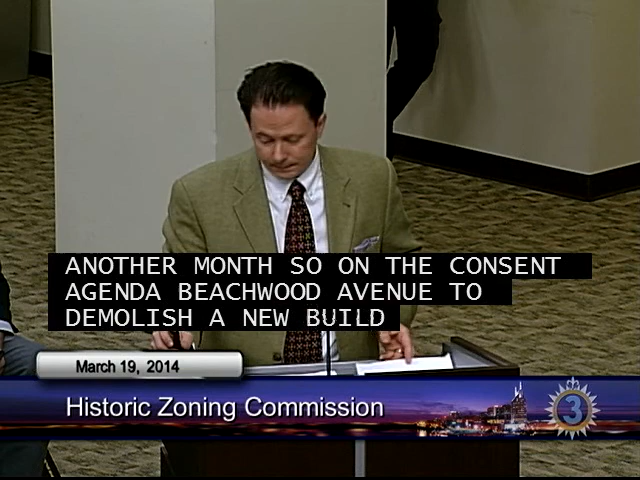 ANOTHER MONTH SO ON THE CONSENT
AGENDA BEACHWOOD AVENUE TO
DEMOLISH A NEW BUILD
March 19, 2014
Historic Zoning Commission
3